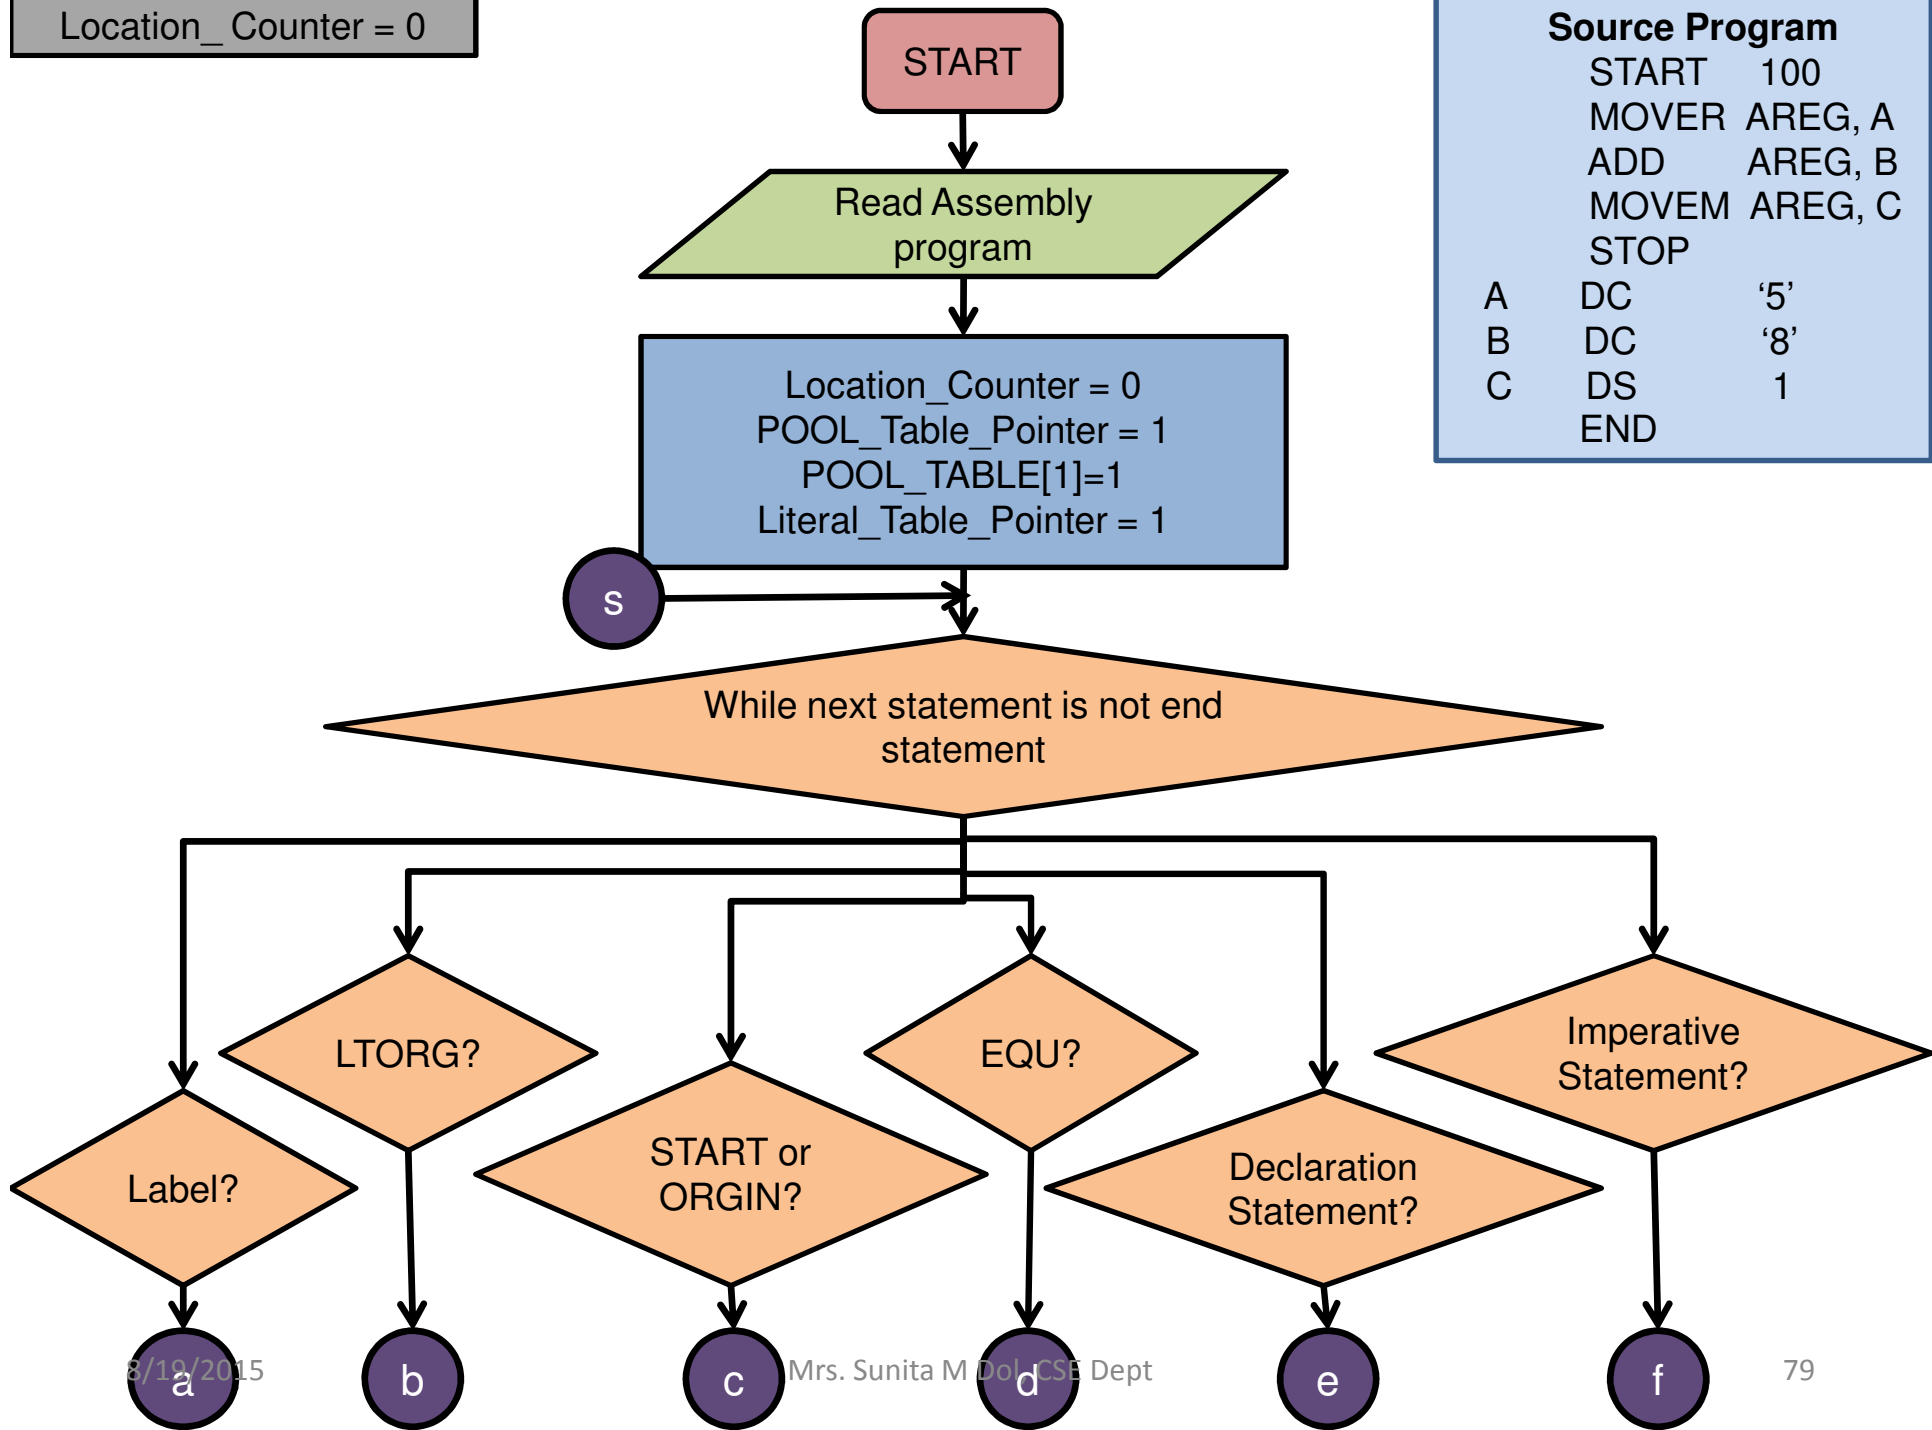 Location_ Counter = 0
START
Read Assembly
program
Location_Counter = 0
POOL_Table_Pointer = 1
POOL_TABLE[1]=1
Literal_Table_Pointer = 1
Source Program
START 100
MOVER AREG, A
ADD AREG, B
MOVEM AREG, C
STOP
A DC ‘5’
B DC ‘8’
C DS 1
END
s
While next statement is not end
statement
Label?
LTORG?
START or
ORGIN?
EQU?
Declaration
Statement?
Imperative
Statement?
a
b
c
d
e
f
8/19/2015
Mrs. Sunita M Dol, CSE Dept
79